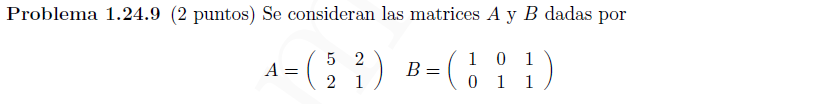 Problema 1.24.9 (2 puntos) Se consideran las matrices A y B dadas por
A = ( 5 2 ) B = ( 1 0 1 )
( 2 1 ) ( 0 1 1 )